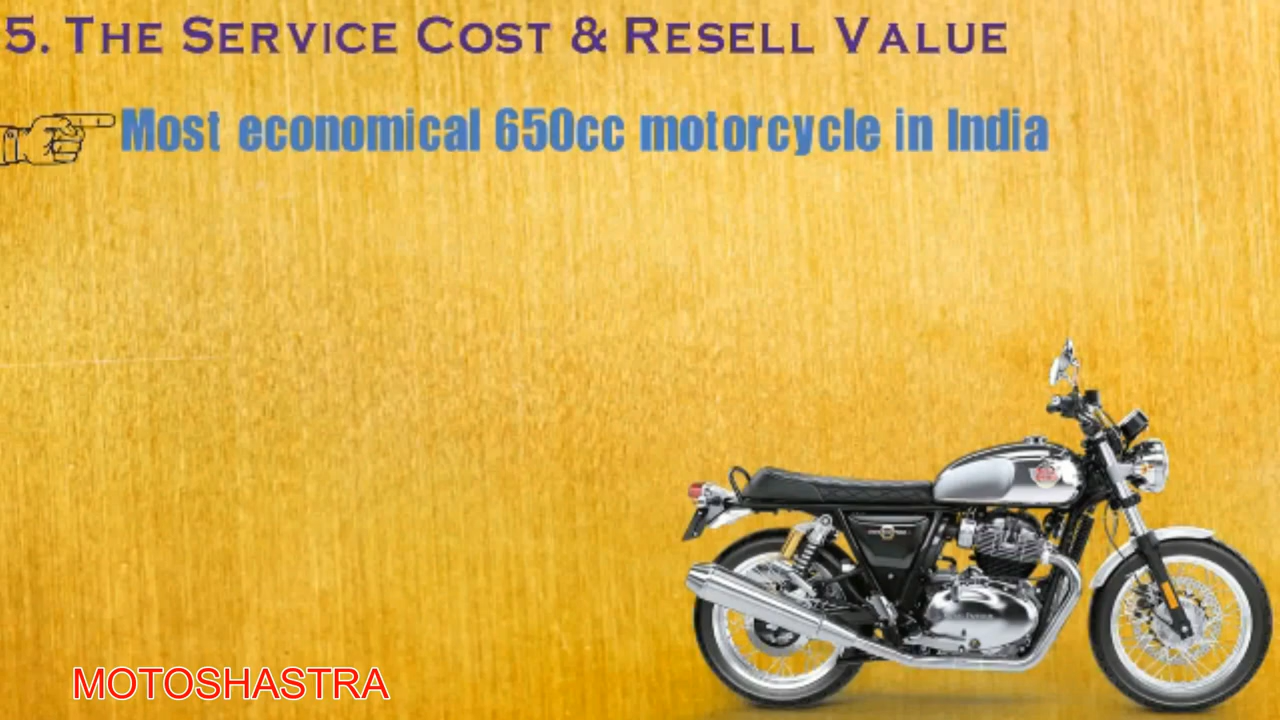 5. THE SERVICE COST & RESELL VALUE
Most economical 650cc motorcycle in India
MOTOSHASTRA